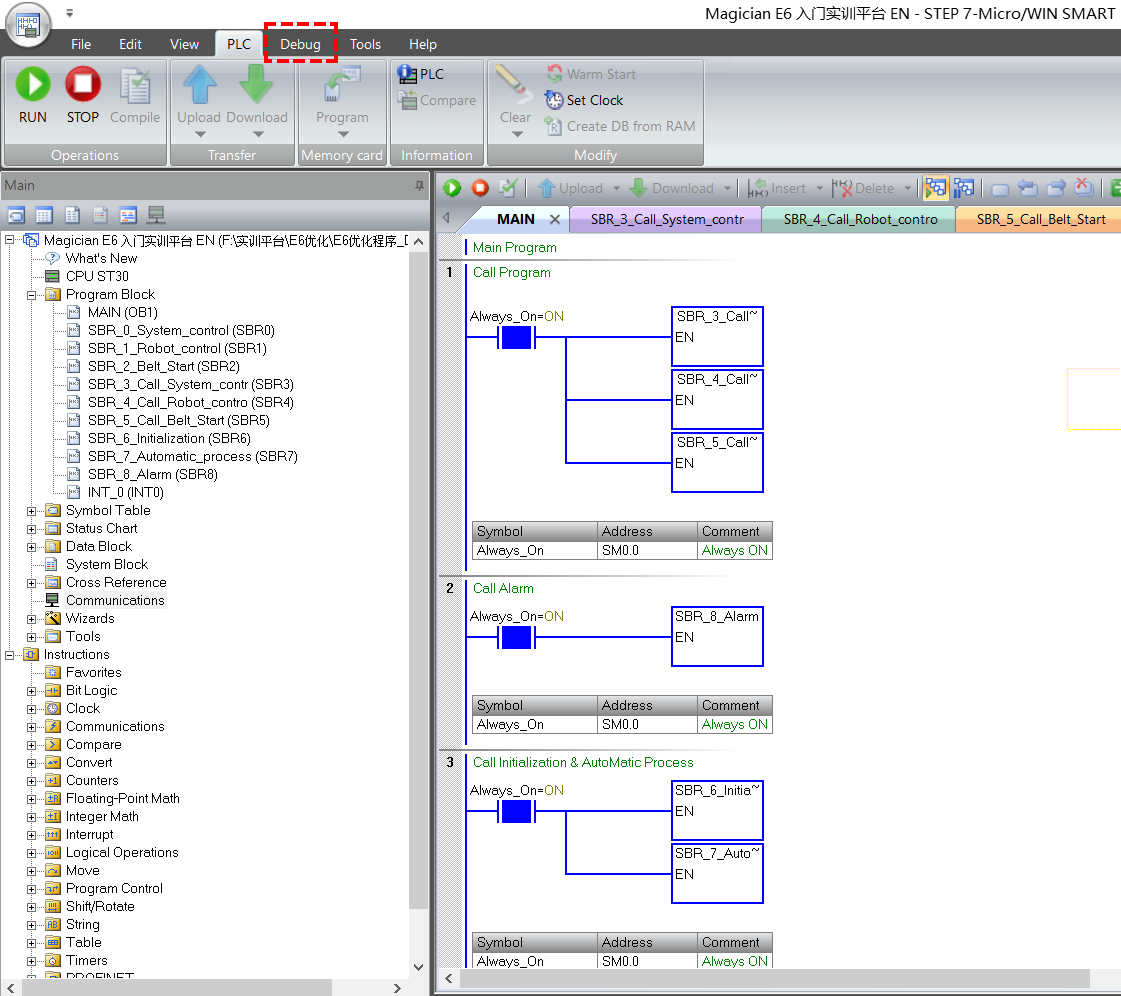 Magician E6 入门实训平台 EN - STEP 7-Micro/WIN SMART
File Edit View PLC Debug Tools Help
RUN STOP Compile
Operations
Upload Download
Transfer
Program
Memory card
PLC
Compare
Information
Clear
Warm Start
Set Clock
Create DB from RAM
Modify
Main
Magician E6 入门实训平台 EN (F:\实训平台\E6优化\E6优化程序_
What's New
CPU ST30
Program Block
MAIN (OB1)
SBR_0_System_control (SBR0)
SBR_1_Robot_control (SBR1)
SBR_2_Belt_Start (SBR2)
SBR_3_Call_System_contr (SBR3)
SBR_4_Call_Robot_contro (SBR4)
SBR_5_Call_Belt_Start (SBR5)
SBR_6_Initialization (SBR6)
SBR_7_Automatic_process (SBR7)
SBR_8_Alarm (SBR8)
INT_0 (INT0)
Symbol Table
Status Chart
Data Block
System Block
Cross Reference
Communications
Wizards
Tools
Instructions
Favorites
Bit Logic
Clock
Communications
Compare
Convert
Counters
Floating-Point Math
Integer Math
Interrupt
Logical Operations
Move
Program Control
Shift/Rotate
String
Table
Timers
PROFINET
Upload Download Insert Delete
MAIN SBR_3_Call_System_contr SBR_4_Call_Robot_contro SBR_5_Call_Belt_Start
Main Program
1 Call Program
Always_On=ON
SBR_3_Call~
EN
SBR_4_Call~
EN
SBR_5_Call~
EN
Symbol Address Comment
Always_On SM0.0 Always ON
2 Call Alarm
Always_On=ON
SBR_8_Alarm
EN
Symbol Address Comment
Always_On SM0.0 Always ON
3 Call Initialization & AutoMatic Process
Always_On=ON
SBR_6_Initia~
EN
SBR_7_Auto~
EN
Symbol Address Comment
Always_On SM0.0 Always ON